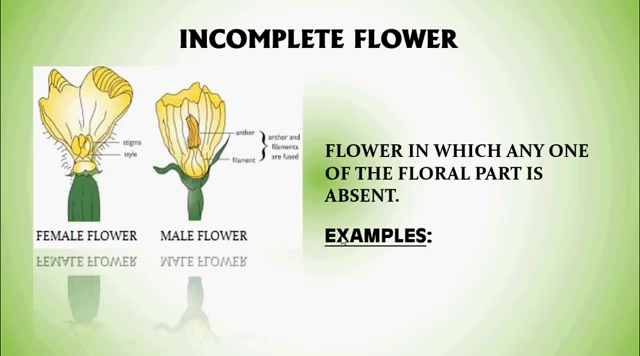 INCOMPLETE FLOWER
stigma
style
anther
filament
anther and
filaments
are fused
FEMALE FLOWER
MALE FLOWER
FLOWER IN WHICH ANY ONE
OF THE FLORAL PART IS
ABSENT.
EXAMPLES: